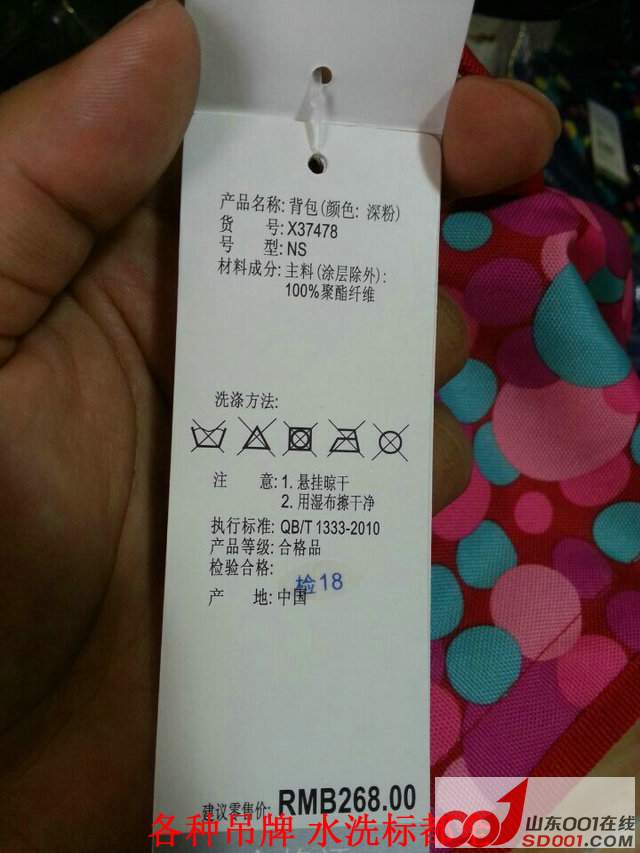 产品名称: 背包(颜色: 深粉)
货 号: X37478
号 型: NS
材料成分: 主料(涂层除外):
100%聚酯纤维
洗涤方法:
注 意: 1. 悬挂晾干
2. 用湿布擦干净
执行标准: QB/T 1333-2010
产品等级: 合格品
检验合格:
检18
产 地: 中国
建议零售价: RMB268.00
各种吊牌 水洗标都
001
山东001在线
SD001.COM